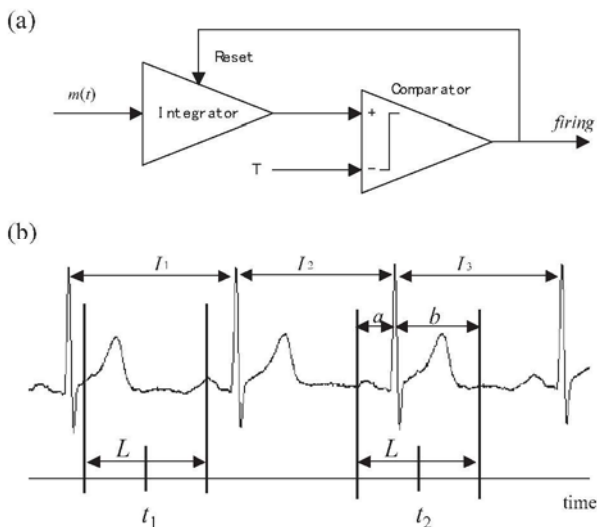 (a)
Reset
Comparator
m(t)
Integrator
+
firing
T
-
(b)
I1 I2 I3
a b
L L
time
t1 t2